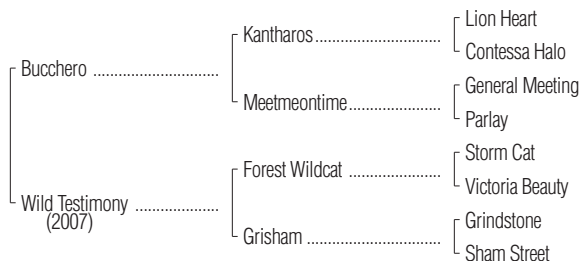 Lion Heart
Kantharos
Contessa Halo
Bucchero
General Meeting
Meetmeontime
Parlay
Storm Cat
Forest Wildcat
Victoria Beauty
Wild Testimony
(2007)
Grindstone
Grisham
Sham Street